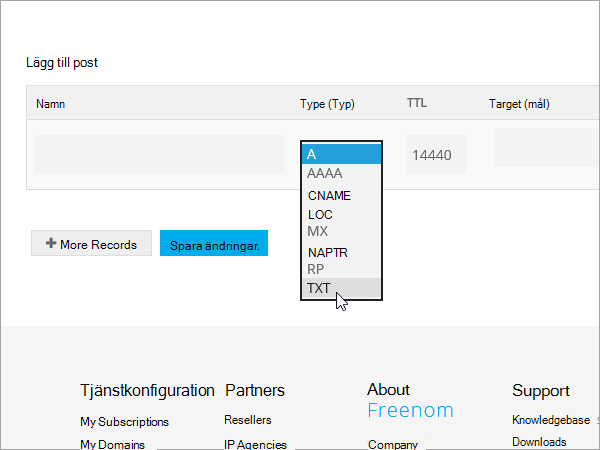 Lägg till post
Namn Type (Typ) TTL Target (mål)
A 14440
AAAA
CNAME
LOC
MX
NAPTR
RP
TXT
More Records Spara ändringar.
Tjänstkonfiguration Partners About Support
Freenom
My Subscriptions Resellers Knowledgebase
My Domains IP Agencies Company Downloads